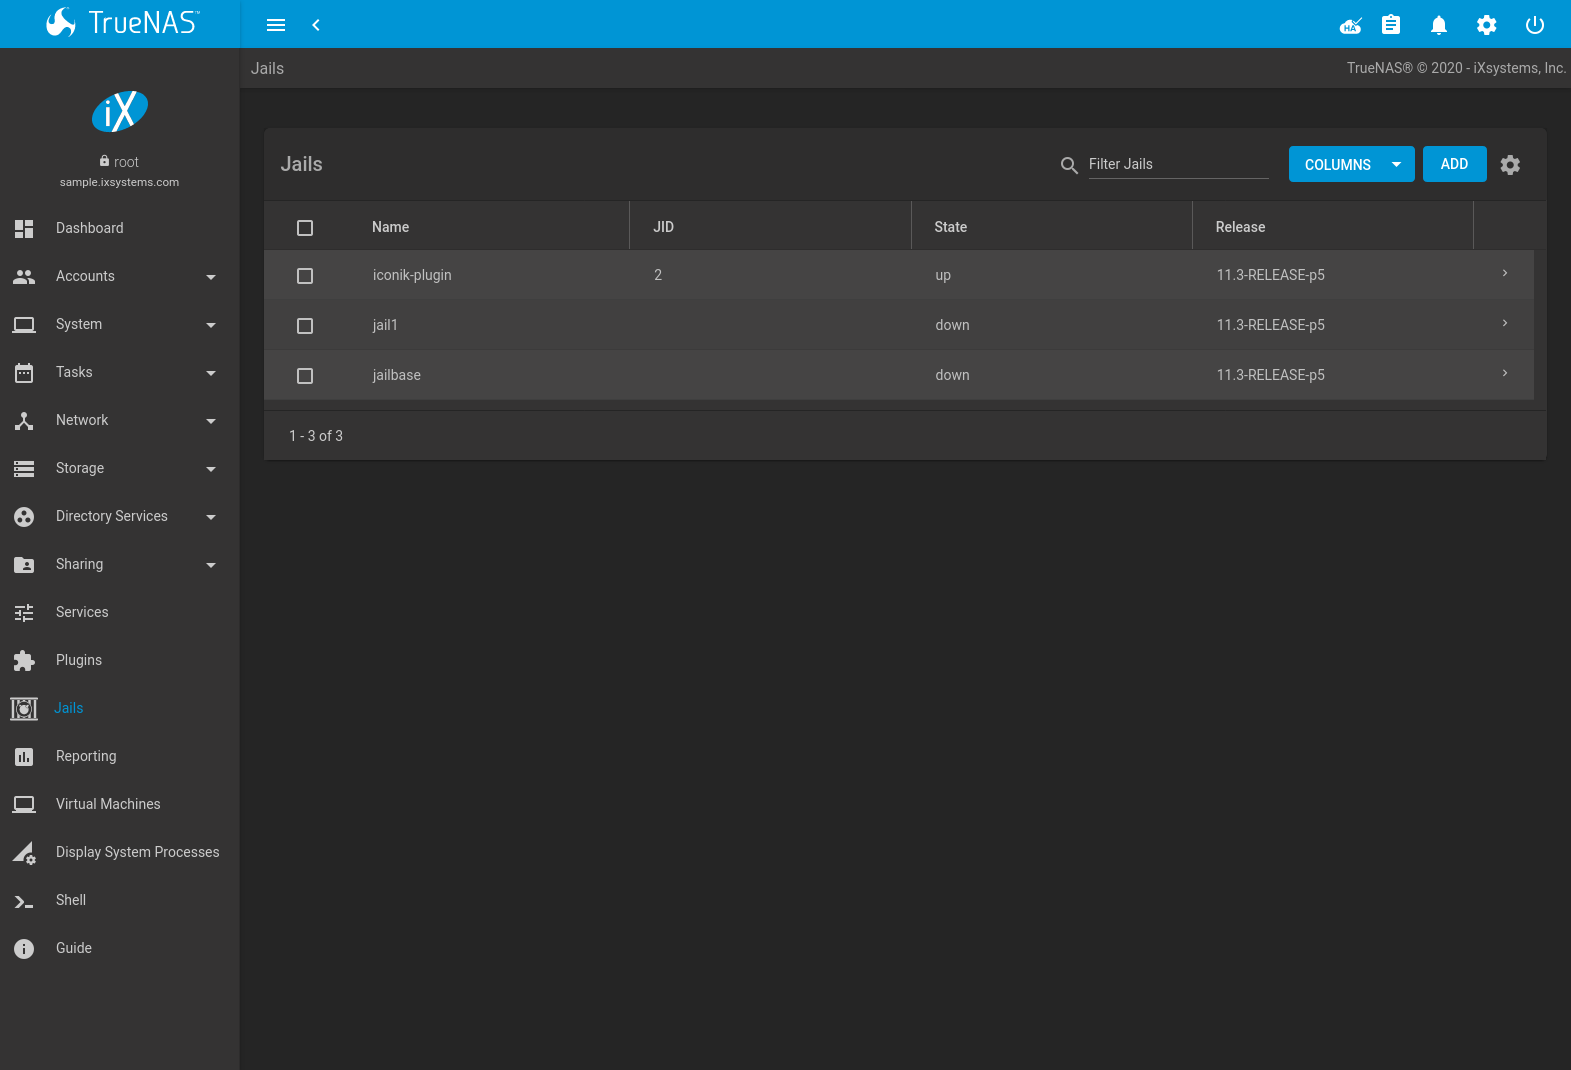 TrueNAS™
HA
Jails
TrueNAS® © 2020 - iXsystems, Inc.
iX
root
sample.ixsystems.com
Dashboard
Accounts
System
Tasks
Network
Storage
Directory Services
Sharing
Services
Plugins
Jails
Reporting
Virtual Machines
Display System Processes
Shell
Guide
Jails
Filter Jails
COLUMNS
ADD
Name JID State Release
iconik-plugin 2 up 11.3-RELEASE-p5
jail1 down 11.3-RELEASE-p5
jailbase down 11.3-RELEASE-p5
1 - 3 of 3